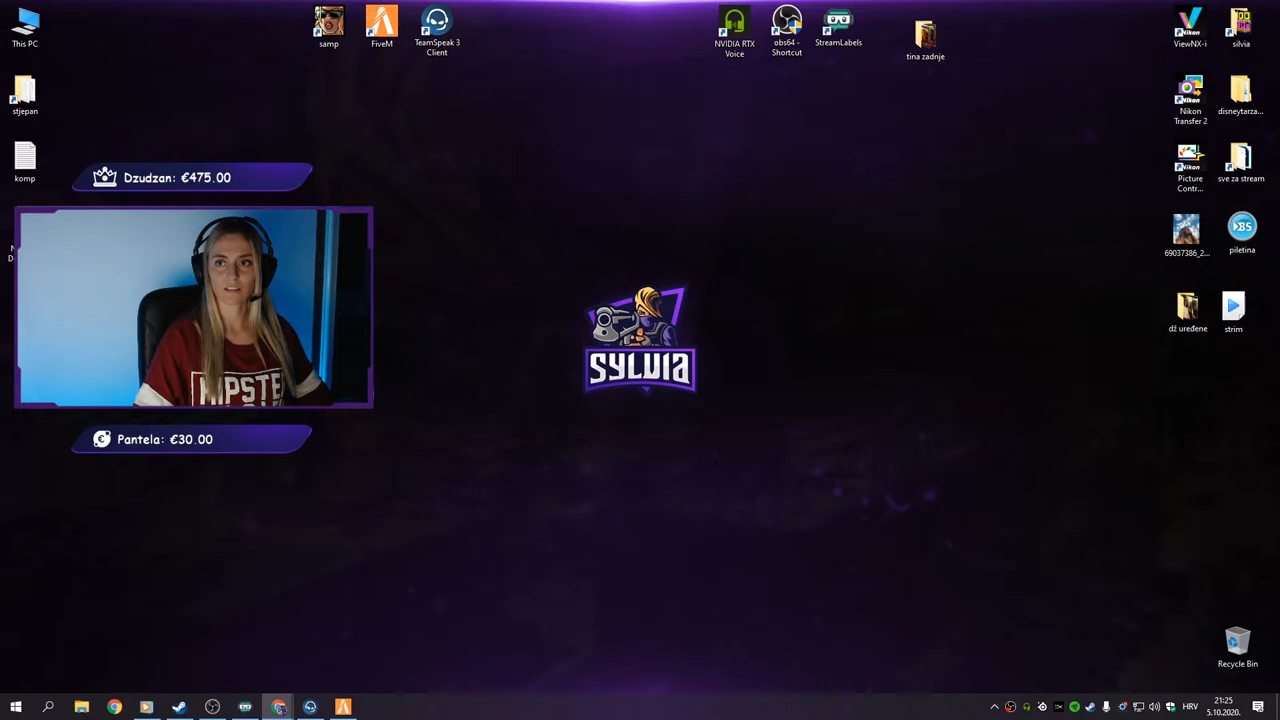 This PC
samp
FiveM
TeamSpeak 3
Client
NVIDIA RTX
Voice
obs64 -
Shortcut
StreamLabels
tina zadnje
ViewNX-i
silvia
stjepan
Nikon
Transfer 2
disneytarza...
komp
Picture
Contr...
sve za stream
Dzudzan: €475.00
69037386_2...
piletina
HIPSTE
dž uređene
strim
SYLVIA
Pantela: €30.00
Recycle Bin
HRV
21:25
5.10.2020.